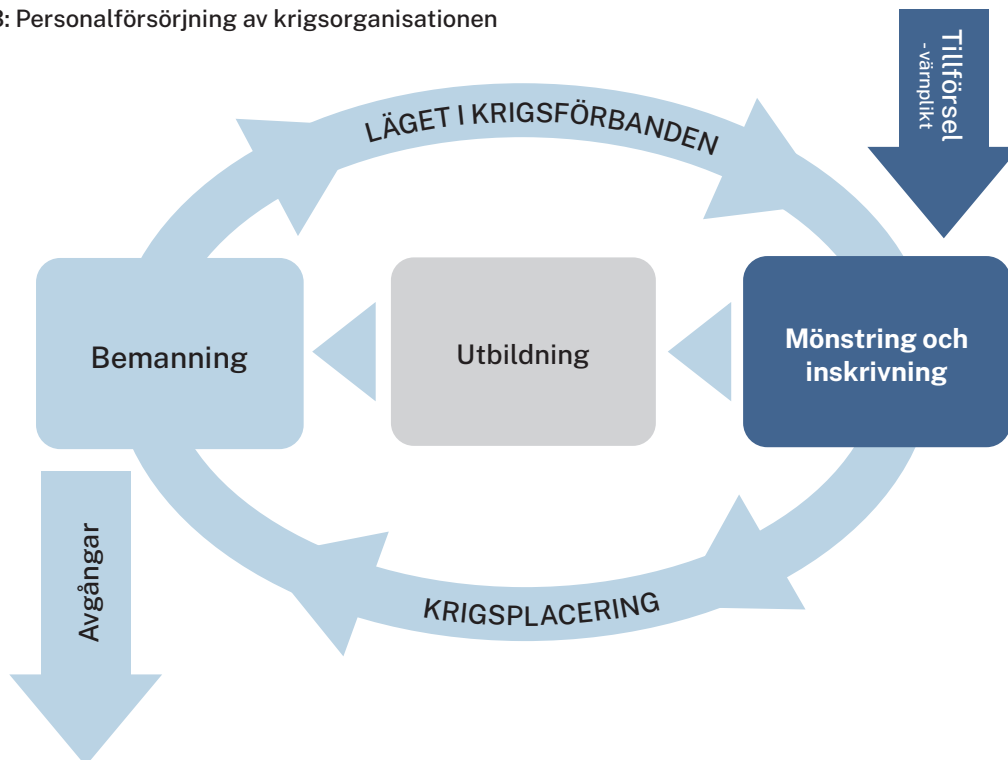 3: Personalförsörjning av krigsorganisationen
Tillförsel
- värnplikt
LÄGET I KRIGSFÖRBANDEN
Bemanning
Utbildning
Mönstring och
inskrivning
Avgångar
KRIGSPLACERING